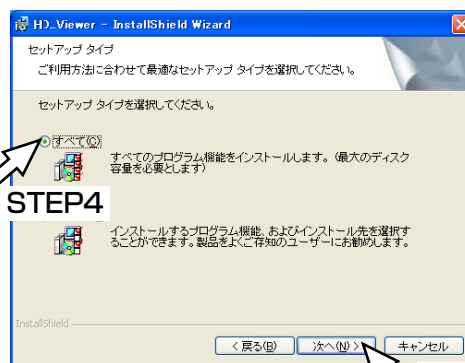 HD_Viewer - InstallShield Wizard
セットアップ タイプ
ご利用方法に合わせて最適なセットアップ タイプを選択してください。
セットアップ タイプを選択してください。
すべて(C)
すべてのプログラム機能をインストールします。（最大のディスク
容量を必要とします）
STEP4
インストールするプログラム機能、およびインストール先を選択す
ることができます。製品をよくご存知のユーザーにお勧めします。
InstallShield
< 戻る(B)
次へ(N) >
キャンセル